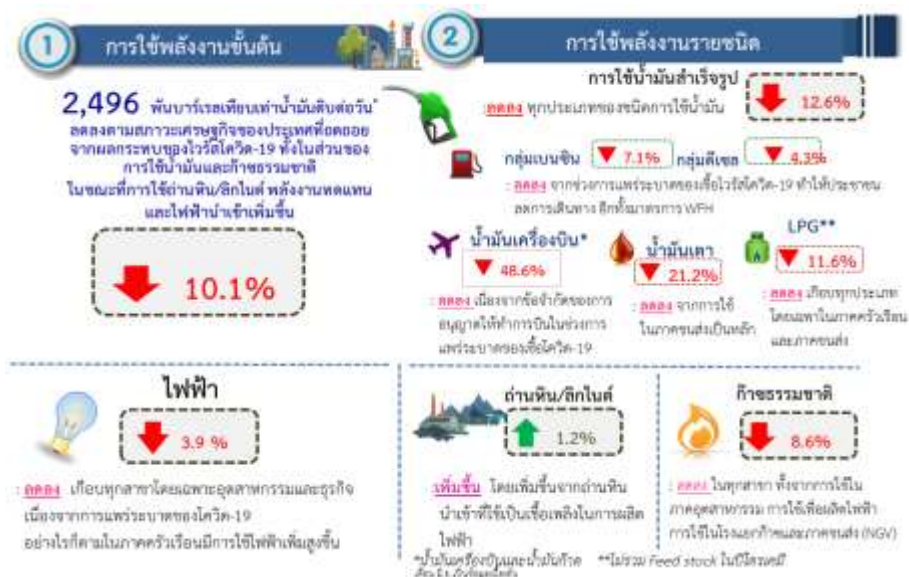 1
การใช้พลังงานขั้นต้น
2,496 พันบาร์เรลเทียบเท่าน้ำมันดิบต่อวัน*
ลดลงตามสภาวะเศรษฐกิจของประเทศที่ถดถอย
จากผลกระทบของไวรัสโควิด-19 ทั้งในส่วนของ
การใช้น้ำมันและก๊าซธรรมชาติ
ในขณะที่การใช้ถ่านหิน/ลิกไนต์ พลังงานทดแทน
และไฟฟ้านำเข้าเพิ่มขึ้น
10.1%
2
การใช้พลังงานรายชนิด
การใช้น้ำมันสำเร็จรูป
: ลดลง ทุกประเภทของชนิดการใช้น้ำมัน
12.6%
กลุ่มเบนซิน 7.1% กลุ่มดีเซล 4.3%
: ลดลง จากช่วงการแพร่ระบาดของเชื้อไวรัสโควิด-19 ทำให้ประชาชน
ลดการเดินทาง อีกทั้งมาตรการ WFH
น้ำมันเครื่องบิน*
48.6%
: ลดลง เนื่องจากข้อจำกัดของการ
อนุญาตให้ทำการบินในช่วงการ
แพร่ระบาดของเชื้อโควิด-19
น้ำมันเตา
21.2%
: ลดลง จากการใช้
ในภาคขนส่งเป็นหลัก
LPG**
11.6%
: ลดลง เกือบทุกประเภท
โดยเฉพาะในภาคครัวเรือน
และภาคขนส่ง
ไฟฟ้า
3.9 %
: ลดลง เกือบทุกสาขาโดยเฉพาะอุตสาหกรรมและธุรกิจ
เนื่องจากการแพร่ระบาดของโควิด-19
อย่างไรก็ตามในภาคครัวเรือนมีการใช้ไฟฟ้าเพิ่มสูงขึ้น
ถ่านหิน/ลิกไนต์
1.2%
:เพิ่มขึ้น โดยเพิ่มขึ้นจากถ่านหิน
นำเข้าที่ใช้เป็นเชื้อเพลิงในการผลิต
ไฟฟ้า
ก๊าซธรรมชาติ
8.6%
: ลดลง ในทุกสาขา ทั้งจากการใช้ใน
ภาคอุตสาหกรรม การใช้เพื่อผลิตไฟฟ้า
การใช้ในโรงแยกก๊าซและภาคขนส่ง (NGV)
*น้ำมันเครื่องบินและน้ำมันก๊าด
**ไม่รวม Feed stock ในปิโตรเคมี